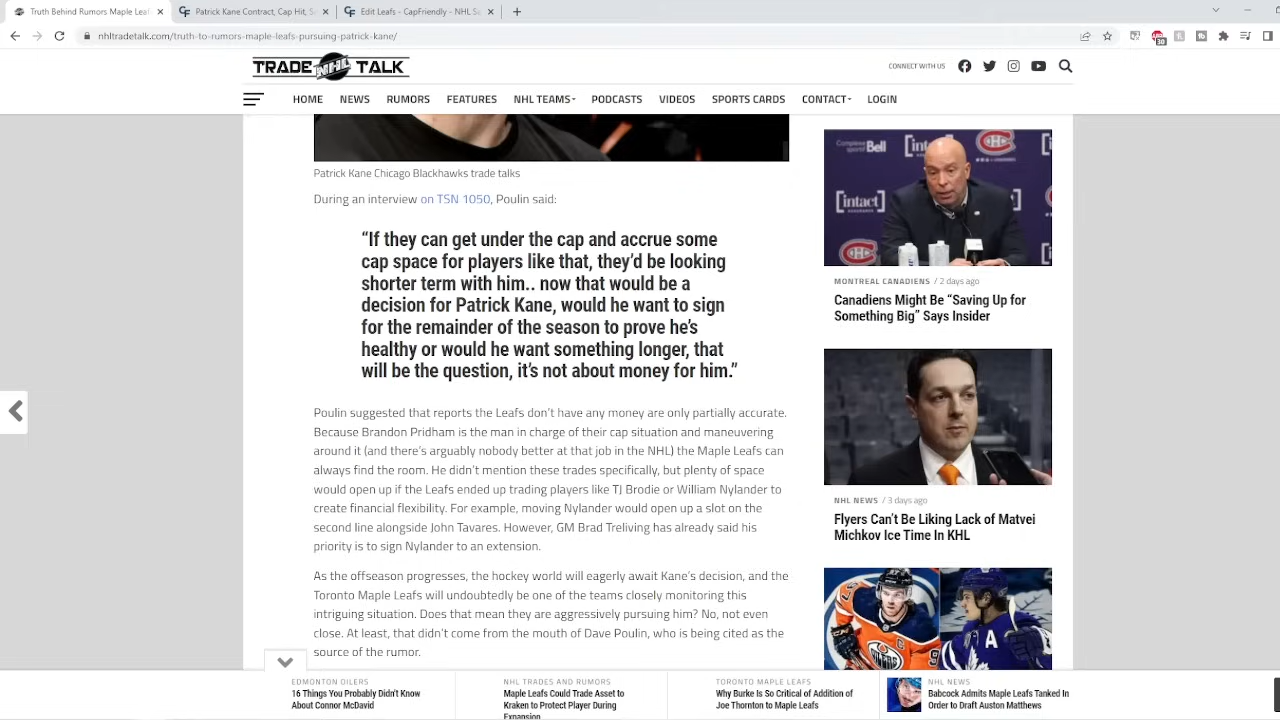 Truth Behind Rumors Maple Lea
Patrick Kane Contract, Cap Hit, S
Edit Leafs - CapFriendly - NHL Sa
nhltradetalk.com/truth-to-rumors-maple-leafs-pursuing-patrick-kane/
TRADE NHL TALK
CONNECT WITH US
HOME NEWS RUMORS FEATURES NHL TEAMS PODCASTS VIDEOS SPORTS CARDS CONTACT LOGIN
Patrick Kane Chicago Blackhawks trade talks
During an interview on TSN 1050, Poulin said:
“If they can get under the cap and accrue some
cap space for players like that, they’d be looking
shorter term with him.. now that would be a
decision for Patrick Kane, would he want to sign
for the remainder of the season to prove he’s
healthy or would he want something longer, that
will be the question, it’s not about money for him.”
Poulin suggested that reports the Leafs don’t have any money are only partially accurate.
Because Brandon Pridham is the man in charge of their cap situation and maneuvering
around it (and there’s arguably nobody better at that job in the NHL) the Maple Leafs can
always find the room. He didn’t mention these trades specifically, but plenty of space
would open up if the Leafs ended up trading players like TJ Brodie or William Nylander to
create financial flexibility. For example, moving Nylander would open up a slot on the
second line alongside John Tavares. However, GM Brad Treliving has already said his
priority is to sign Nylander to an extension.
As the offseason progresses, the hockey world will eagerly await Kane’s decision, and the
Toronto Maple Leafs will undoubtedly be one of the teams closely monitoring this
intriguing situation. Does that mean they are aggressively pursuing him? No, not even
close. At least, that didn’t come from the mouth of Dave Poulin, who is being cited as the
source of the rumor.
Bell
intact
MONTREAL CANADIENS / 2 days ago
Canadiens Might Be “Saving Up for
Something Big” Says Insider
NHL NEWS / 3 days ago
Flyers Can’t Be Liking Lack of Matvei
Michkov Ice Time In KHL
A
EDMONTON OILERS
16 Things You Probably Didn’t Know
About Connor McDavid
NHL TRADES AND RUMORS
Maple Leafs Could Trade Asset to
Kraken to Protect Player During
Expansion
TORONTO MAPLE LEAFS
Why Burke Is So Critical of Addition of
Joe Thornton to Maple Leafs
NHL NEWS
Babcock Admits Maple Leafs Tanked In
Order to Draft Auston Matthews